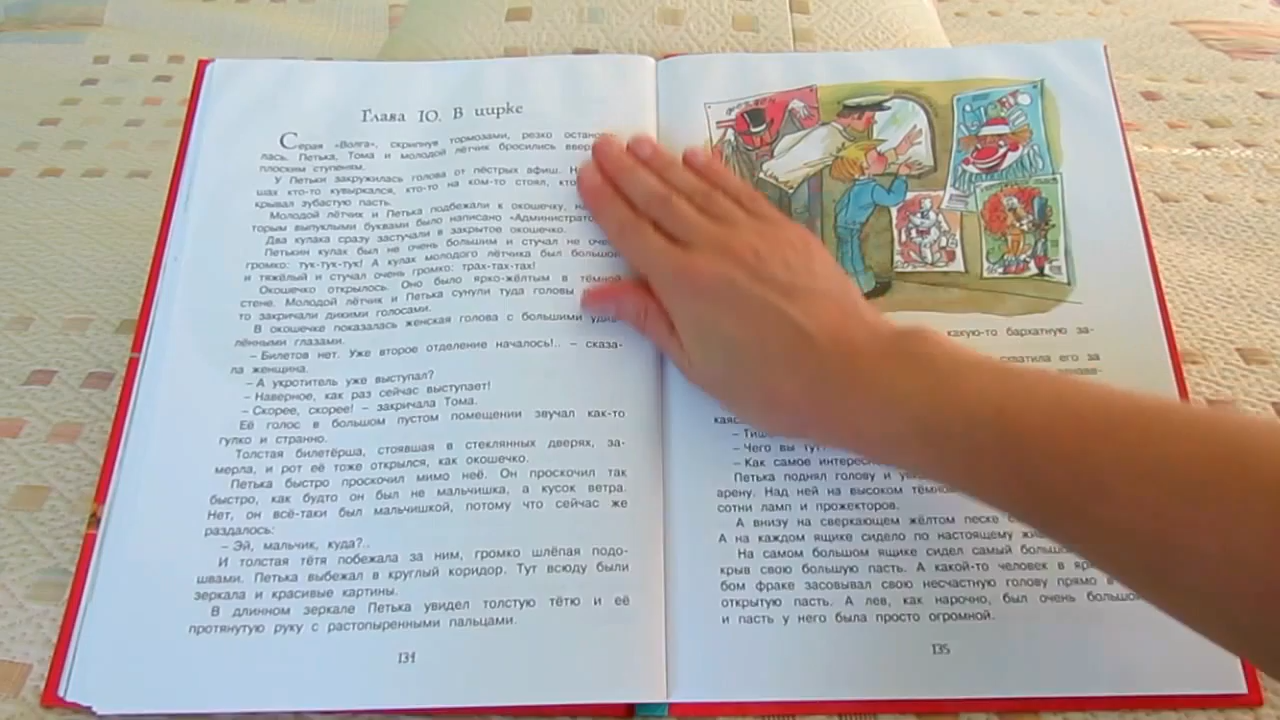 Глава 10. В цирке
Серая «Волга», скрипнув тормозами, резко
лась. Петька, Тома и молодой лётчик бросились
плоским ступеням.
У Петьки закружилась голова от пёстрых афиш.
шах кто-то кувыркался, кто-то на ком-то стоял,
крывал зубастую пасть.
Молодой лётчик и Петька подбежали к окошечку,
торым выпуклыми буквами было написано
Два кулака сразу застучали в закрытое окошечко.
Петькин кулак был не очень большим и стучал не
громко: тук-тук-тук! А кулак молодого лётчика был
и тяжёлый и стучал очень громко: трах-тах-тах!
Окошечко открылось. Оно было ярко-жёлтым в тёмной
стене. Молодой лётчик и Петька сунули туда головы
то закричали дикими голосами.
В окошечке показалась женская голова с большими удив-
лёнными глазами.
– Билетов нет. Уже второе отделение началось!.. – сказа-
ла женщина.
– А укротитель уже выступал?
– Наверное, как раз сейчас выступает!
– Скорее, скорее! – закричала Тома.
Её голос в большом пустом помещении звучал как-то
гулко и странно.
Толстая билетёрша, стоявшая в стеклянных дверях, за-
мерла, и рот её тоже открылся, как окошечко.
Петька быстро проскочил мимо неё. Он проскочил так
быстро, как будто он был не мальчишка, а кусок ветра.
Нет, он всё-таки был мальчишкой, потому что сейчас же
раздалось:
– Эй, мальчик, куда?..
И толстая тётя побежала за ним, громко шлёпая подо-
швами. Петька выбежал в круглый коридор. Тут всюду были
зеркала и красивые картины.
В длинном зеркале Петька увидел толстую тётю и её
протянутую руку с растопыренными пальцами.
134
какую-то бархатную за-
схватила его за
– Чего вы
– Как самое
Петька поднял голову и
арену. Над ней на высоком
сотни ламп и прожекторов.
А внизу на сверкающем жёлтом песке
А на каждом ящике сидело по настоящему
На самом большом ящике сидел самый
крыв свою большую пасть. А какой-то человек в
бом фраке засовывал свою несчастную голову прямо в
открытую пасть. А лев, как нарочно, был очень большой
и пасть у него была просто огромной.
135